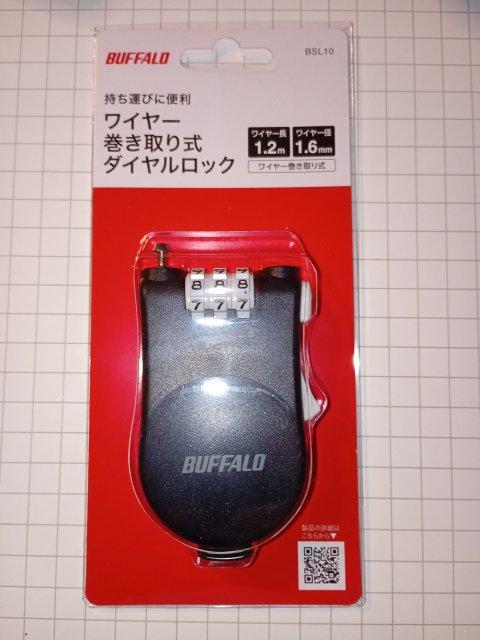 BUFFALO
BSL10
持ち運びに便利
ワイヤー
巻き取り式
ダイヤルロック
ワイヤー長
1.2m
ワイヤー径
1.6mm
ワイヤー巻き取り式
8 8 8
7 7 7
BUFFALO
製品の詳細は
こちらから▼